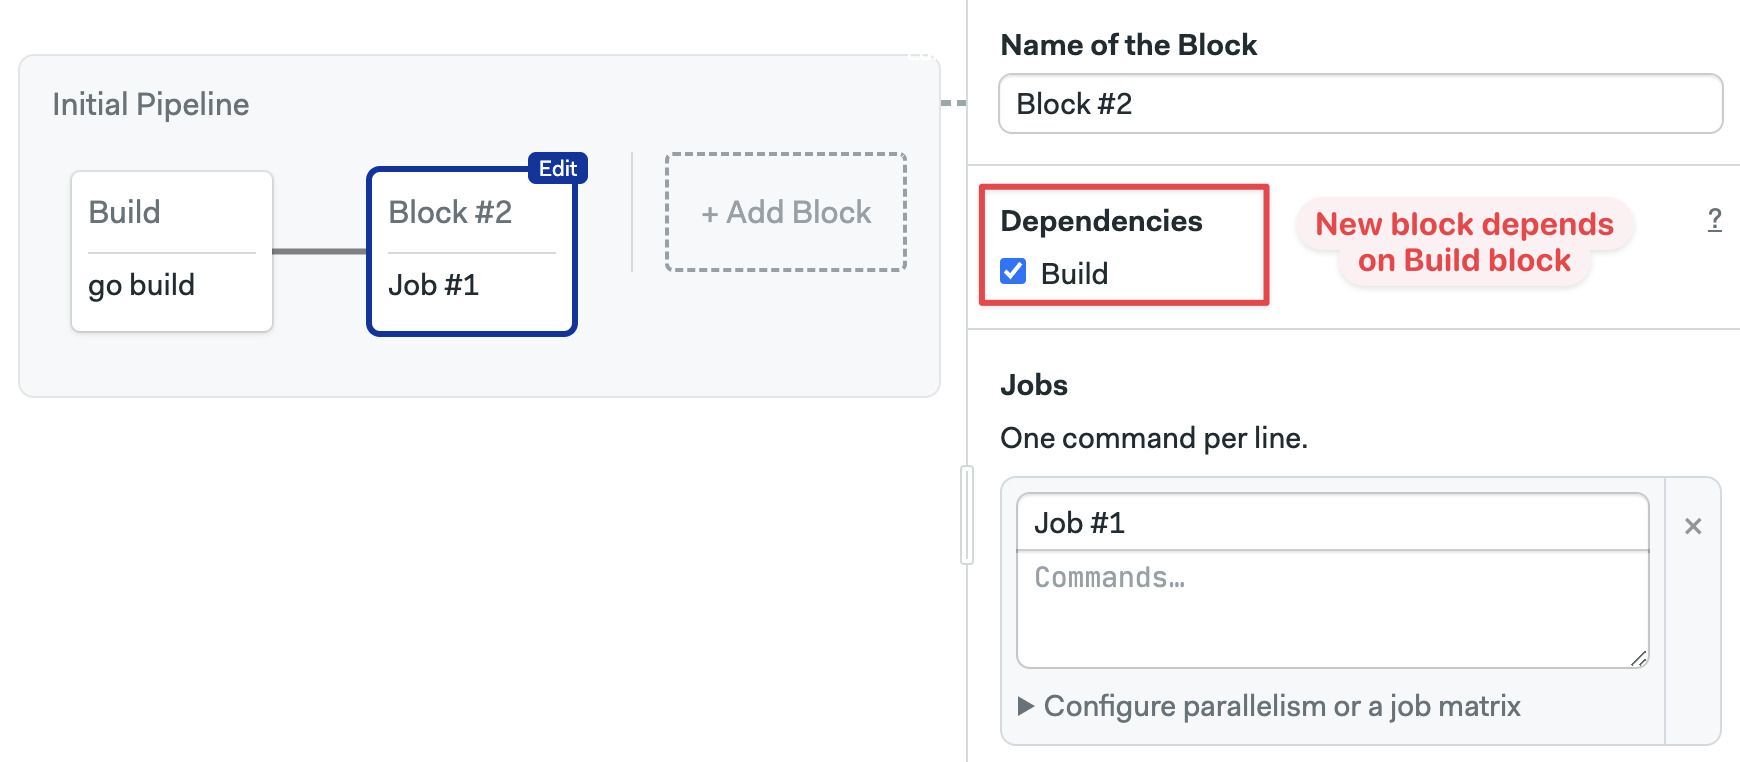 Initial Pipeline
Build
go build
Edit
Block #2
Job #1
+ Add Block
Name of the Block
Block #2
Dependencies
Build
New block depends
on Build block
?
Jobs
One command per line.
Job #1
×
Commands…
▶ Configure parallelism or a job matrix